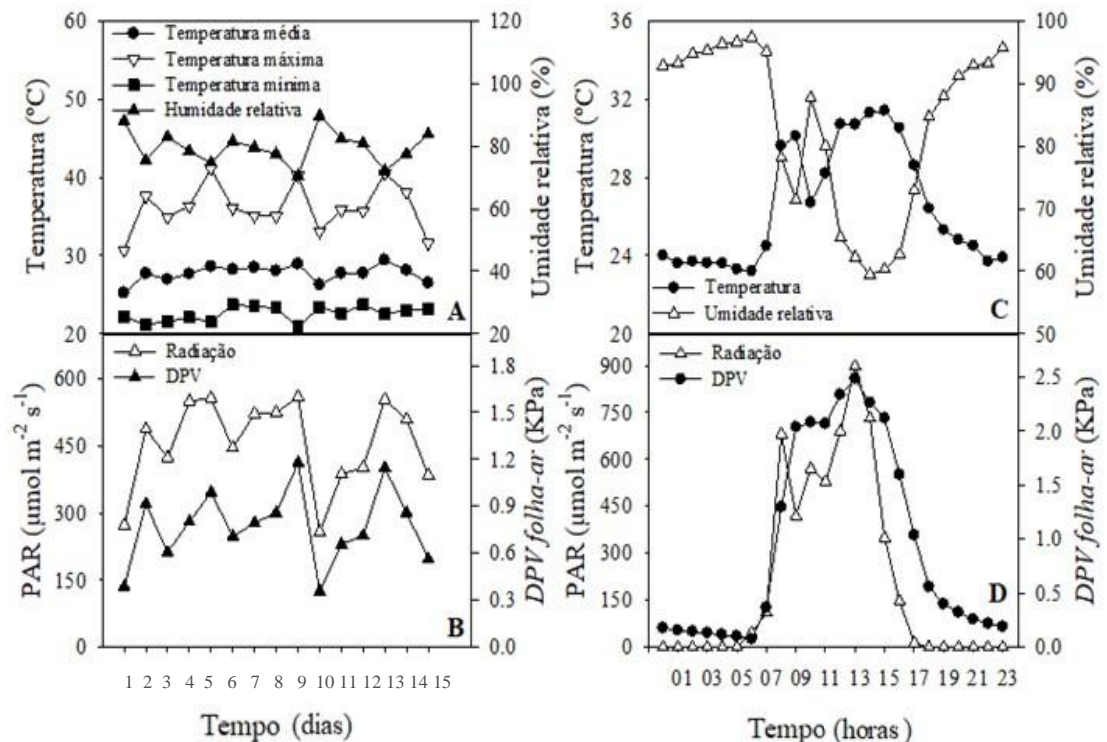 60
50
40
30
20
Temperatura (°C)
Temperatura média
Temperatura máxima
Temperatura mínima
Humidade relativa
A
120
100
80
60
40
20
Umidade relativa (%)
36
32
28
24
20
Temperatura (°C)
Temperatura
Umidade relativa
C
100
90
80
70
60
50
Umidade relativa (%)
600
450
300
150
0
PAR (µmol m⁻² s⁻¹)
Radiação
DPV
B
1.8
1.5
1.2
0.9
0.6
0.3
0.0
DPV folha-ar (KPa)
1 2 3 4 5 6 7 8 9 10 11 12 13 14 15
Tempo (dias)
900
750
600
450
300
150
0
PAR (µmol m⁻² s⁻¹)
Radiação
DPV
D
2.5
2.0
1.5
1.0
0.5
0.0
DPV folha-ar (KPa)
01 03 05 07 09 11 13 15 17 19 21 23
Tempo (horas)